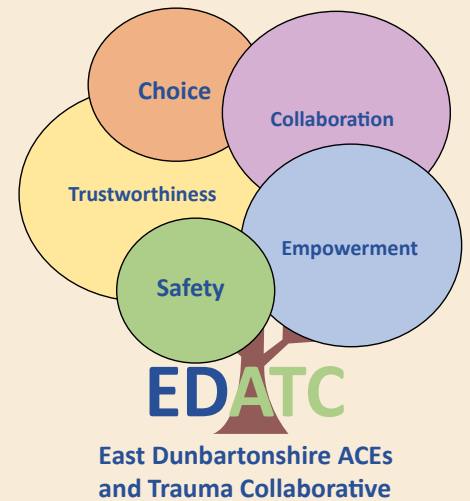 Choice
Collaboration
Trustworthiness
Empowerment
Safety
EDATC
East Dunbartonshire ACEs
and Trauma Collaborative